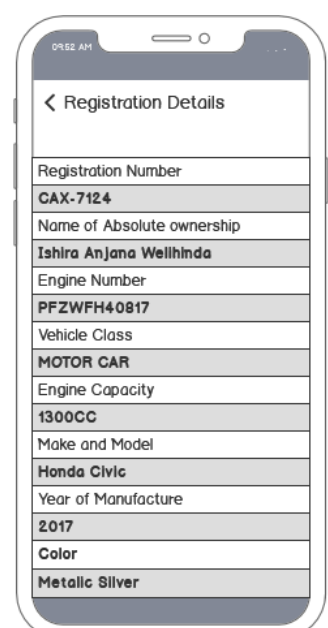 09:52 AM
Registration Details
Registration Number
CAX-7124
Name of Absolute ownership
Ishira Anjana Welihinda
Engine Number
PFZWFH40817
Vehicle Class
MOTOR CAR
Engine Capacity
1300CC
Make and Model
Honda Civic
Year of Manufacture
2017
Color
Metalic Silver